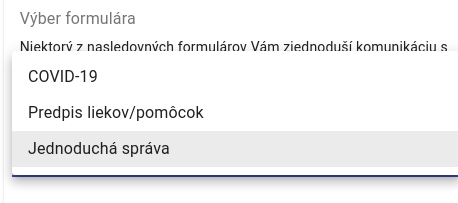 Výber formulára
Niektorý z nasledovných formulárov Vám zjednoduší komunikáciu s
COVID-19
Predpis liekov/pomôcok
Jednoduchá správa